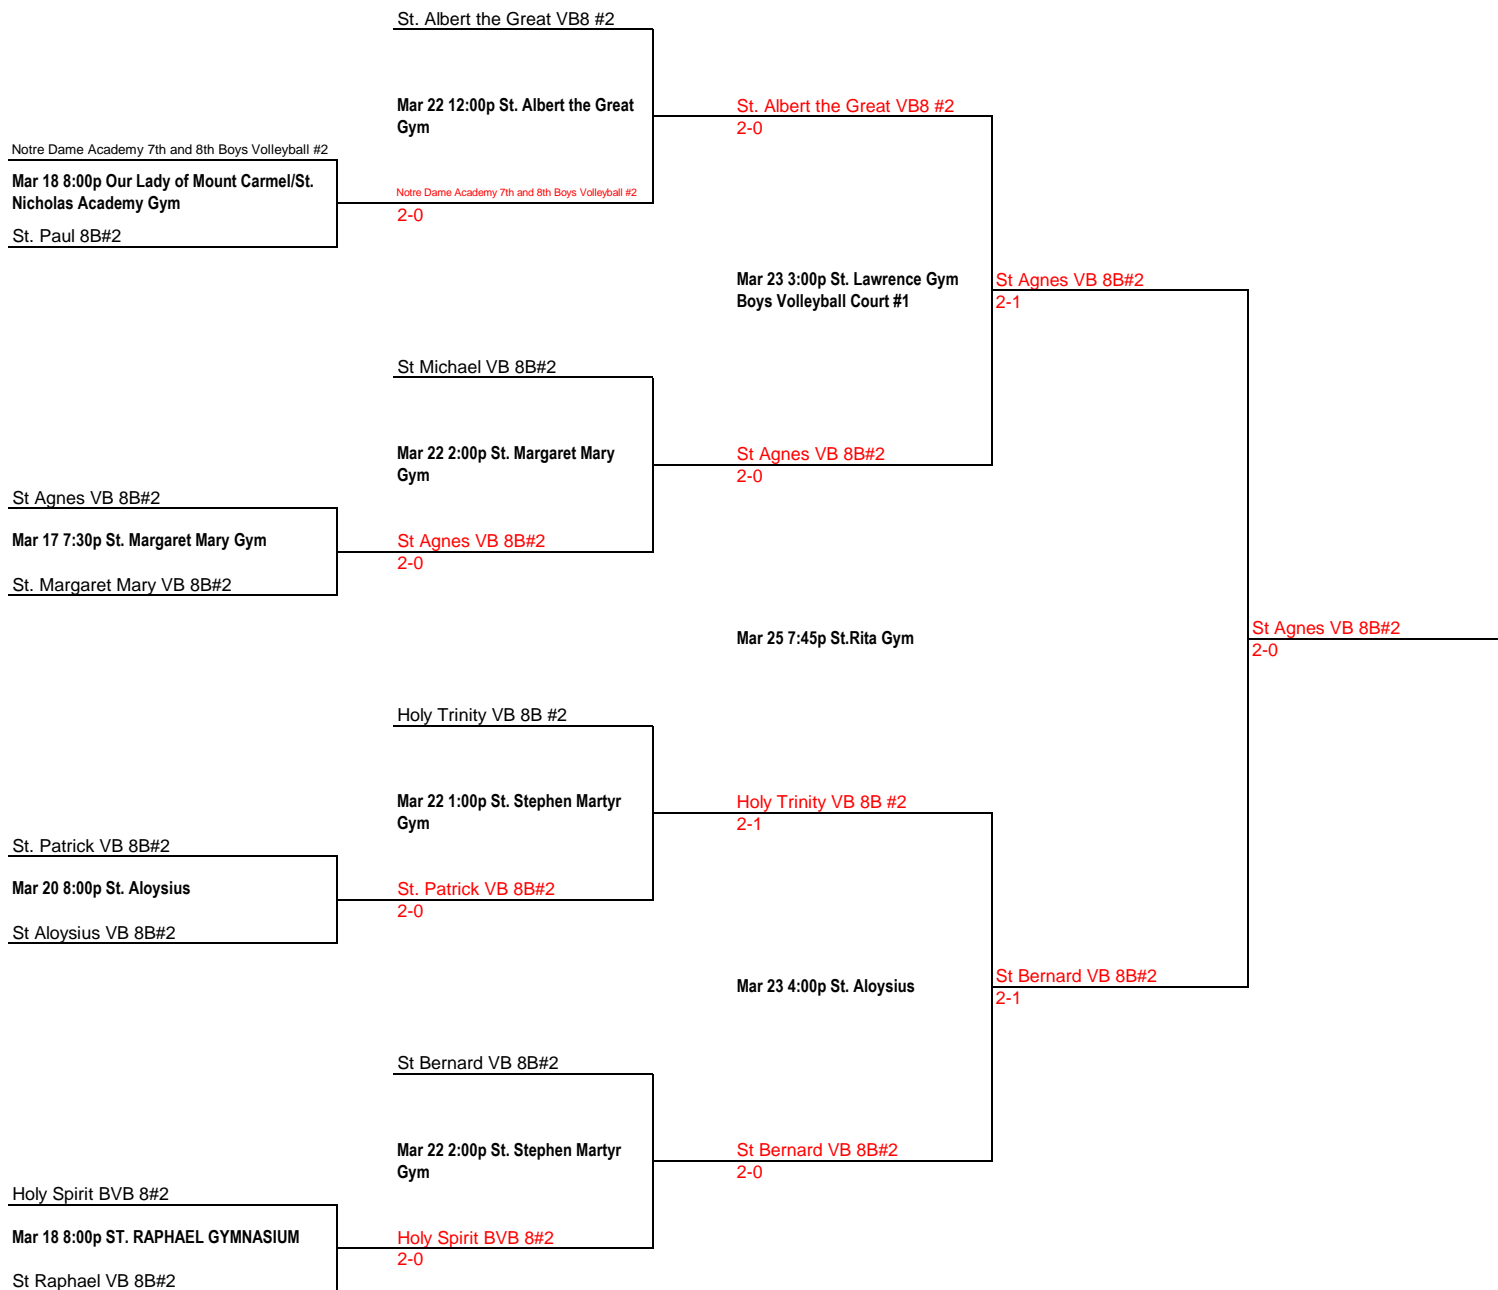 St. Albert the Great VB8 #2
Mar 22 12:00p St. Albert the Great
Gym
St. Albert the Great VB8 #2
2-0
Notre Dame Academy 7th and 8th Boys Volleyball #2
Mar 18 8:00p Our Lady of Mount Carmel/St.
Nicholas Academy Gym
Notre Dame Academy 7th and 8th Boys Volleyball #2
2-0
St. Paul 8B#2
Mar 23 3:00p St. Lawrence Gym
Boys Volleyball Court #1
St Agnes VB 8B#2
2-1
St Michael VB 8B#2
Mar 22 2:00p St. Margaret Mary
Gym
St Agnes VB 8B#2
2-0
St Agnes VB 8B#2
Mar 17 7:30p St. Margaret Mary Gym
St Agnes VB 8B#2
2-0
St. Margaret Mary VB 8B#2
Mar 25 7:45p St.Rita Gym
St Agnes VB 8B#2
2-0
Holy Trinity VB 8B #2
Mar 22 1:00p St. Stephen Martyr
Gym
Holy Trinity VB 8B #2
2-1
St. Patrick VB 8B#2
Mar 20 8:00p St. Aloysius
St. Patrick VB 8B#2
2-0
St Aloysius VB 8B#2
Mar 23 4:00p St. Aloysius
St Bernard VB 8B#2
2-1
St Bernard VB 8B#2
Mar 22 2:00p St. Stephen Martyr
Gym
St Bernard VB 8B#2
2-0
Holy Spirit BVB 8#2
Mar 18 8:00p ST. RAPHAEL GYMNASIUM
Holy Spirit BVB 8#2
2-0
St Raphael VB 8B#2